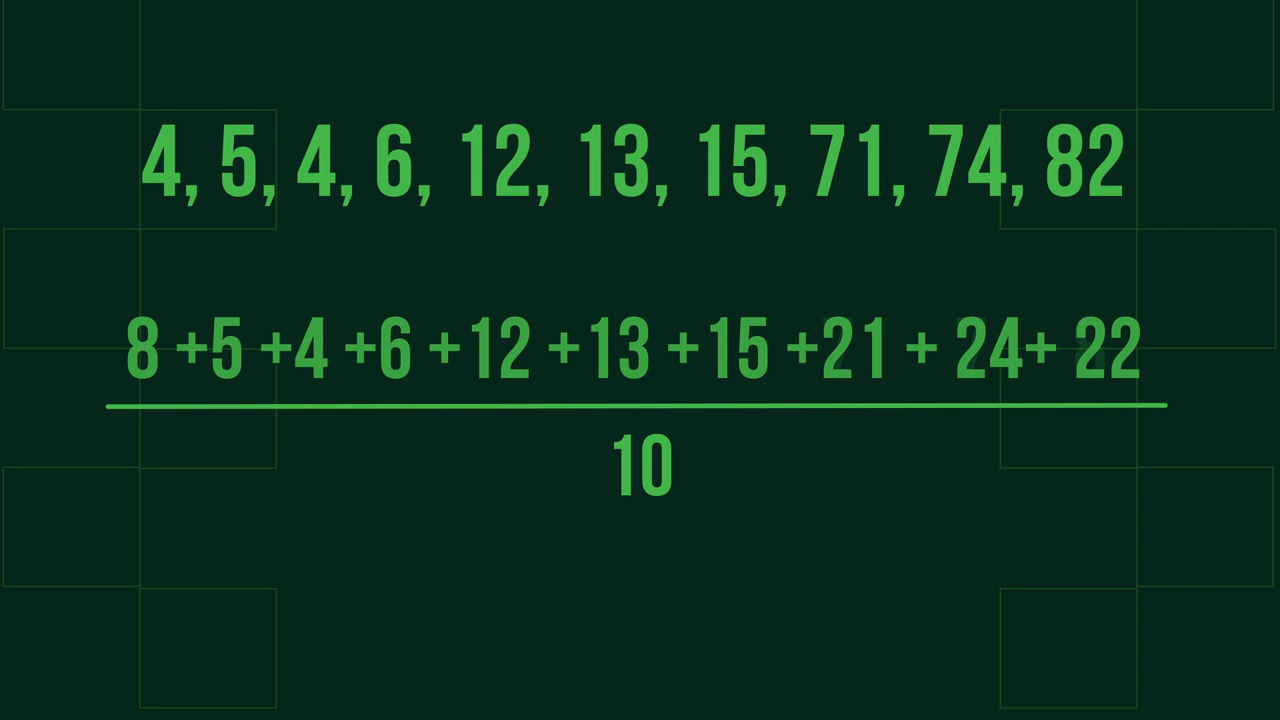 4, 5, 4, 6, 12, 13, 15, 71, 74, 82
8 +5 +4 +6 +12 +13 +15 +21 + 24+ 22
10